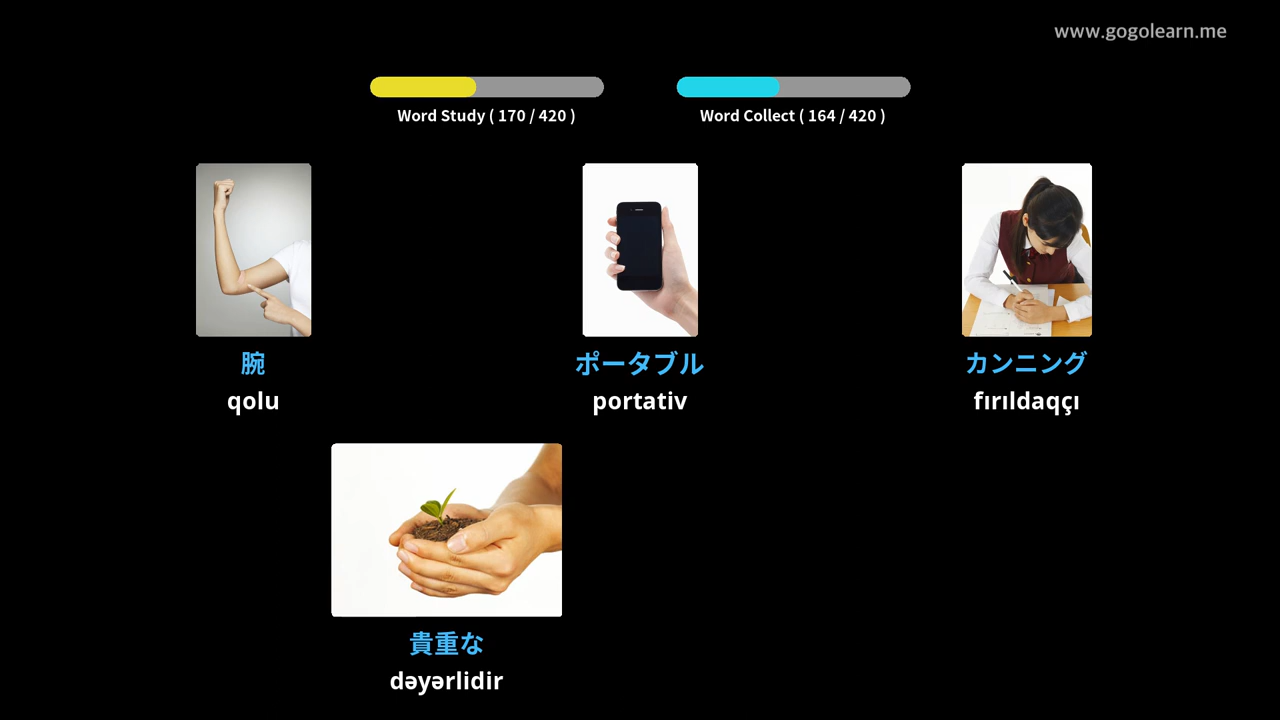 www.gogolearn.me
Word Study ( 170 / 420 )
Word Collect ( 164 / 420 )
腕
qolu
ポータブル
portativ
カンニング
fırıldaqçı
貴重な
dəyərlidir